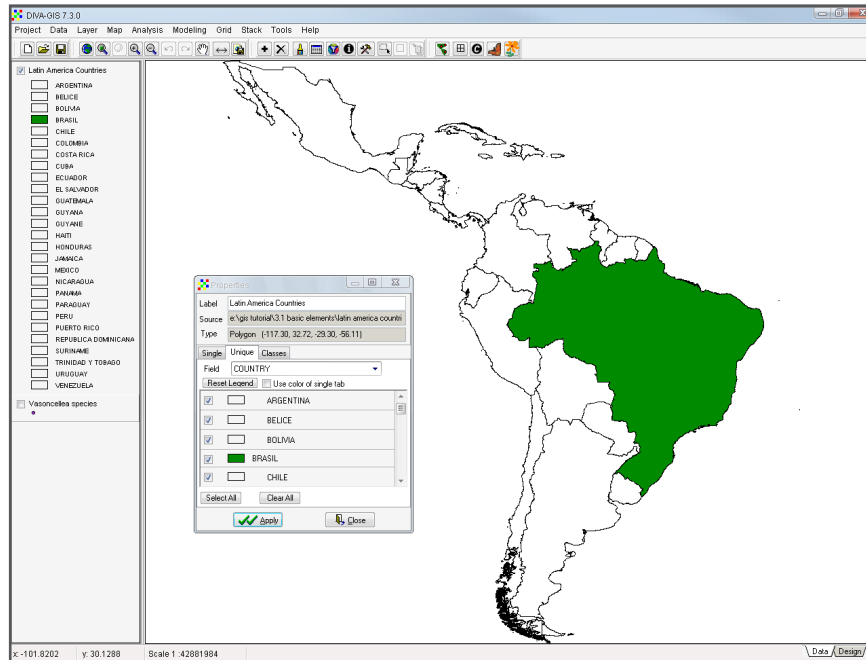 DIVA-GIS 7.3.0
Project Data Layer Map Analysis Modeling Grid Stack Tools Help
Latin America Countries
ARGENTINA
BELICE
BOLIVIA
BRASIL
CHILE
COLOMBIA
COSTA RICA
CUBA
ECUADOR
EL SALVADOR
GUATEMALA
GUYANA
GUYANE
HAITI
HONDURAS
JAMAICA
MEXICO
NICARAGUA
PANAMA
PARAGUAY
PERU
PUERTO RICO
REPUBLICA DOMINICANA
SURINAME
TRINIDAD Y TOBAGO
URUGUAY
VENEZUELA
Vasconcellea species
Properties
Label Latin America Countries
Source e:\gis tutorial\3.1 basic elements\latin america countri
Type Polygon (-117.30, 32.72, -29.30, -56.11)
Single Unique Classes
Field COUNTRY
Reset Legend Use color of single tab
ARGENTINA
BELICE
BOLIVIA
BRASIL
CHILE
Select All Clear All
Apply Close
x: -101.8202 y: 30.1288 Scale 1 :42881984
Data Design